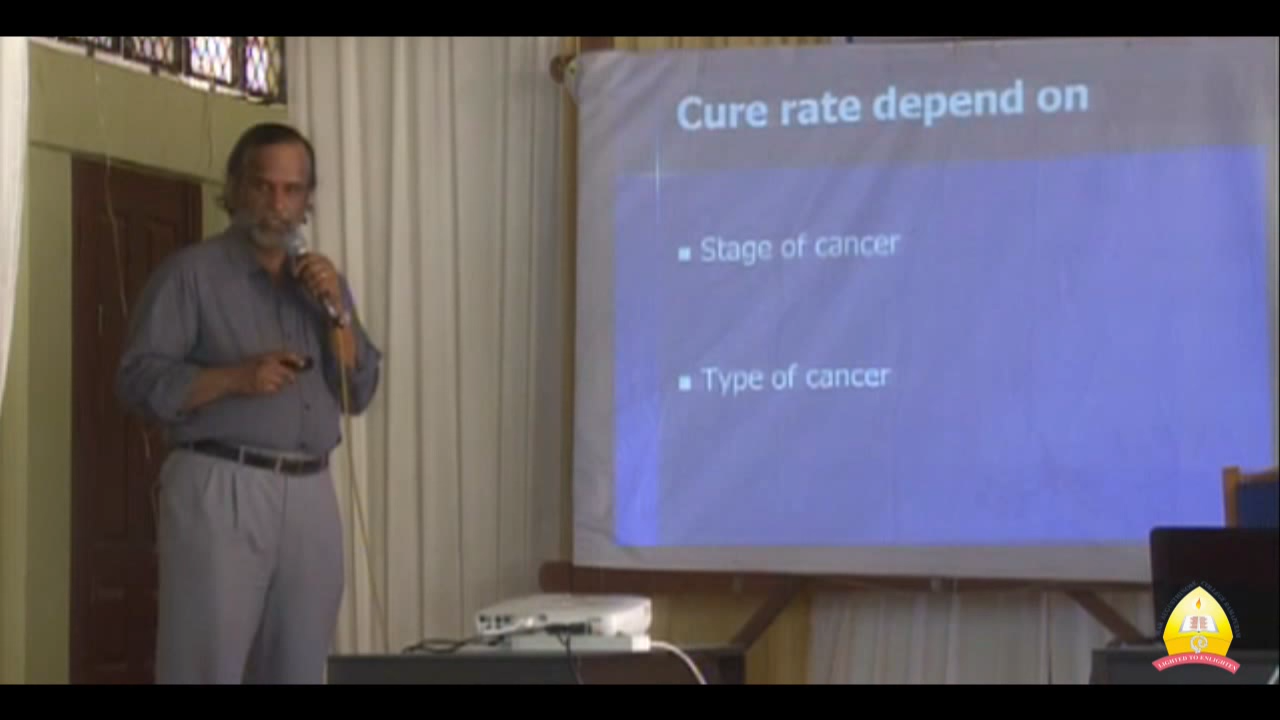 Cure rate depend on
Stage of cancer
Type of cancer
LIGHTED TO ENLIGHTEN